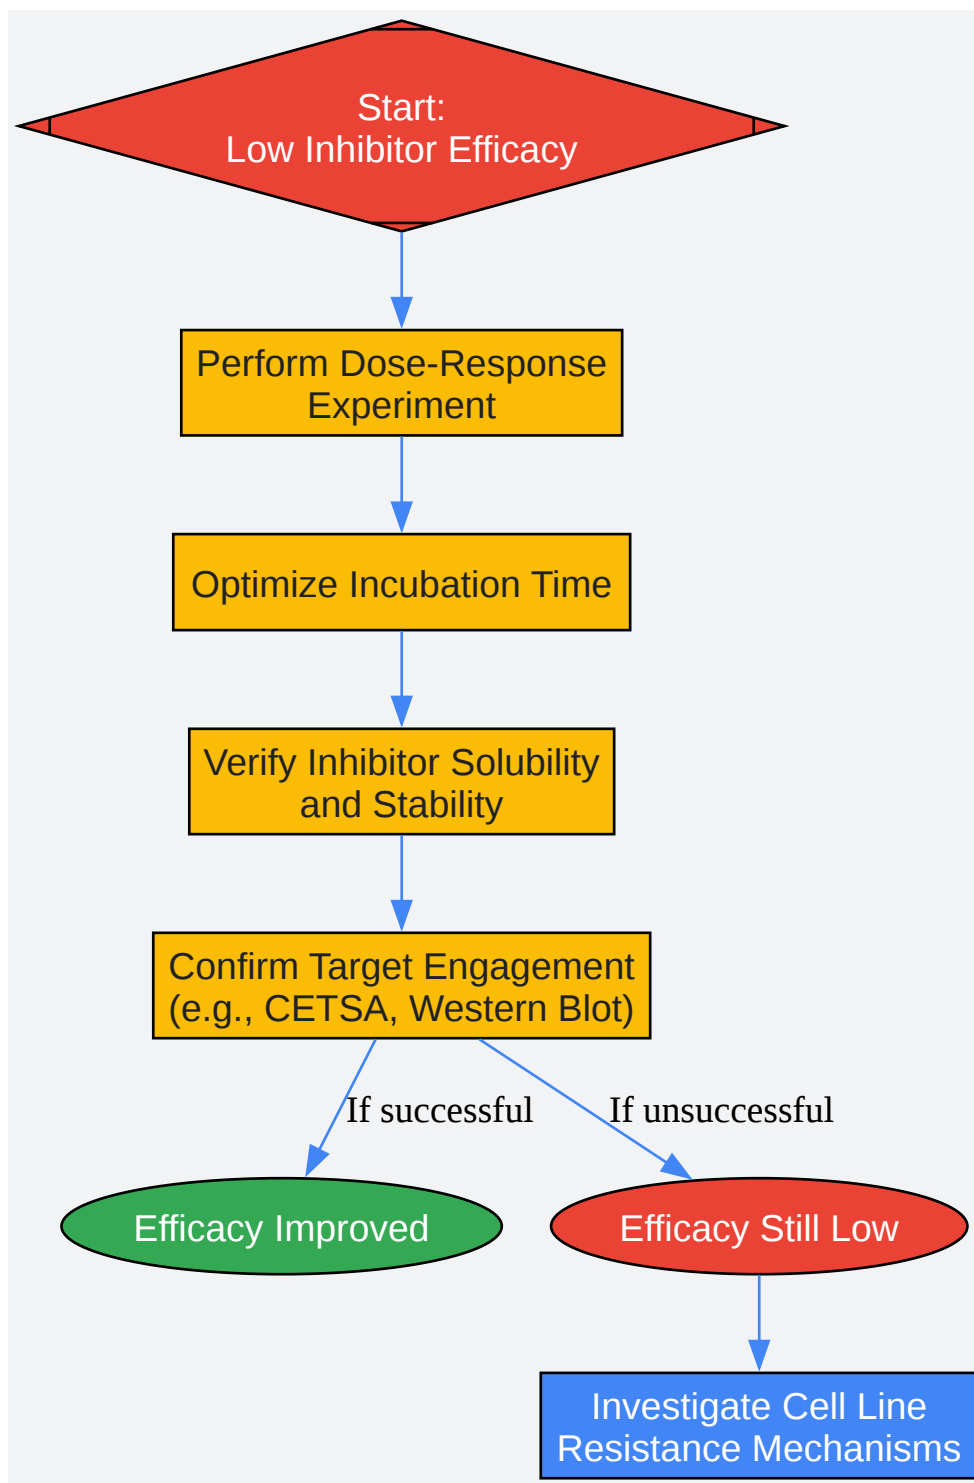 Start:
Low Inhibitor Efficacy
Perform Dose-Response
Experiment
Optimize Incubation Time
Verify Inhibitor Solubility
and Stability
Confirm Target Engagement
(e.g., CETSA, Western Blot)
If successful
If unsuccessful
Efficacy Improved
Efficacy Still Low
Investigate Cell Line
Resistance Mechanisms